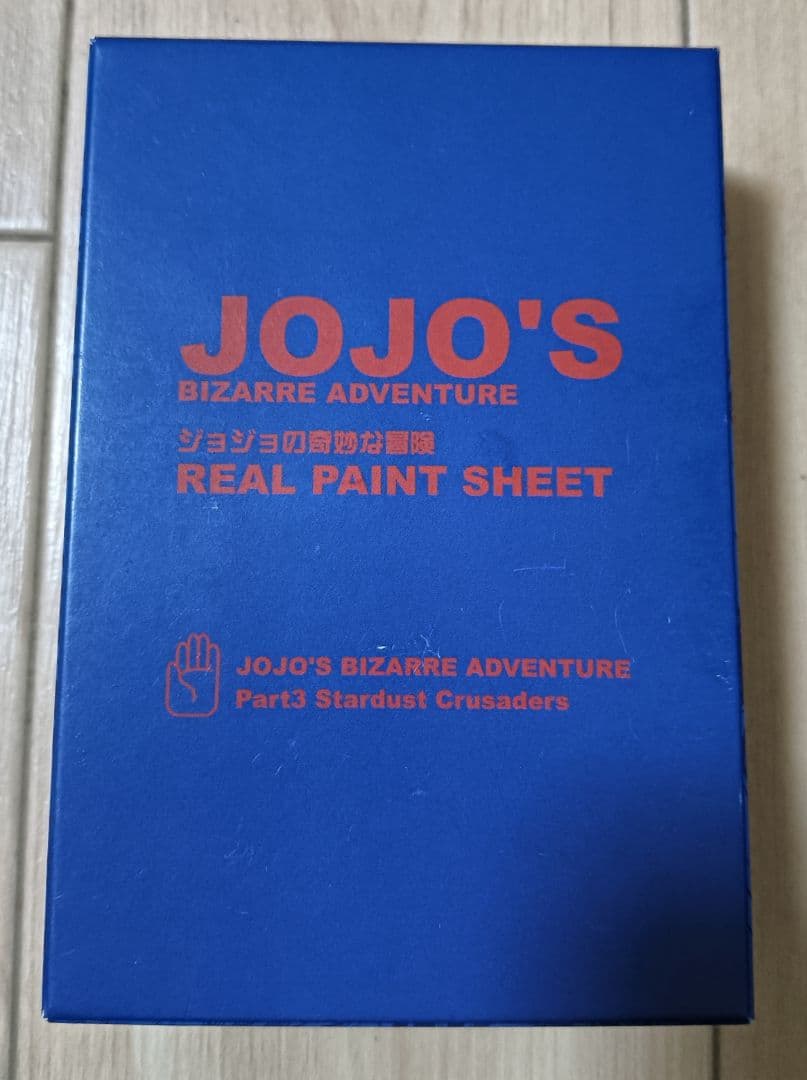 JOJO'S
BIZARRE ADVENTURE
ジョジョの奇妙な冒険
REAL PAINT SHEET
JOJO'S BIZARRE ADVENTURE
Part3 Stardust Crusaders